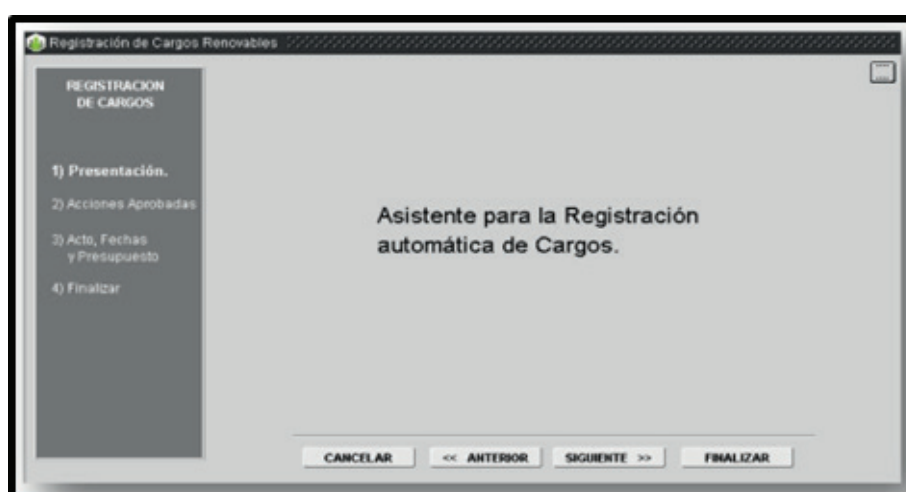 Registración de Cargos Renovables
REGISTRACION
DE CARGOS
1) Presentación.
2) Acciones Aprobadas
3) Acto, Fechas
y Presupuesto
4) Finalizar
Asistente para la Registración
automática de Cargos.
CANCELAR
<< ANTERIOR
SIGUIENTE >>
FINALIZAR